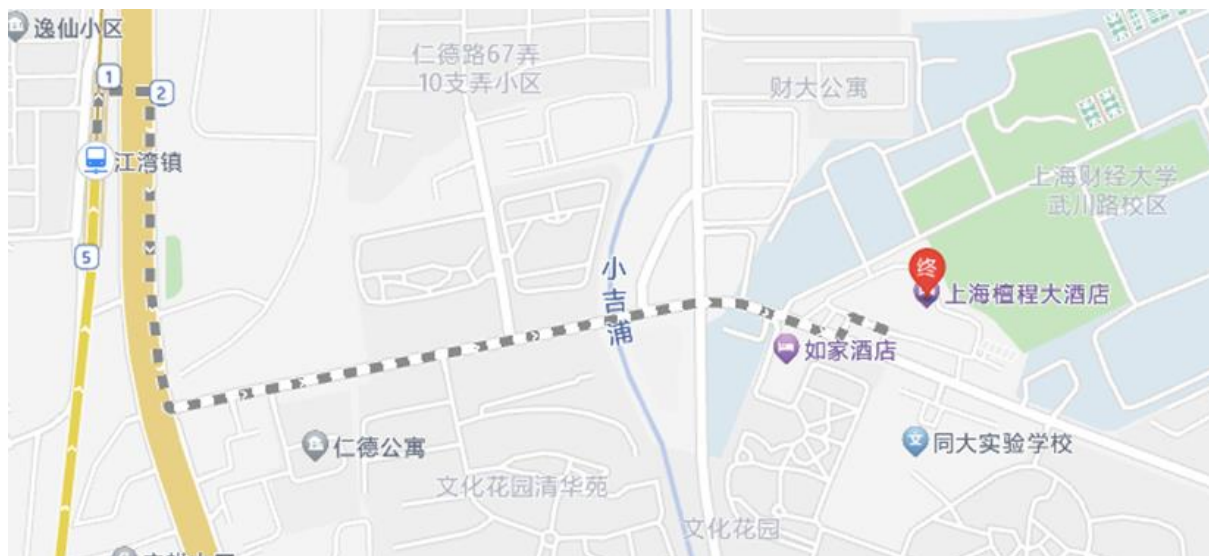 逸仙小区
仁德路67弄
10支弄小区
财大公寓
1
2
江湾镇
上海财经大学
武川路校区
5
小吉浦
终
上海檀程大酒店
如家酒店
文
同大实验学校
仁德公寓
文化花园清华苑
文化花园